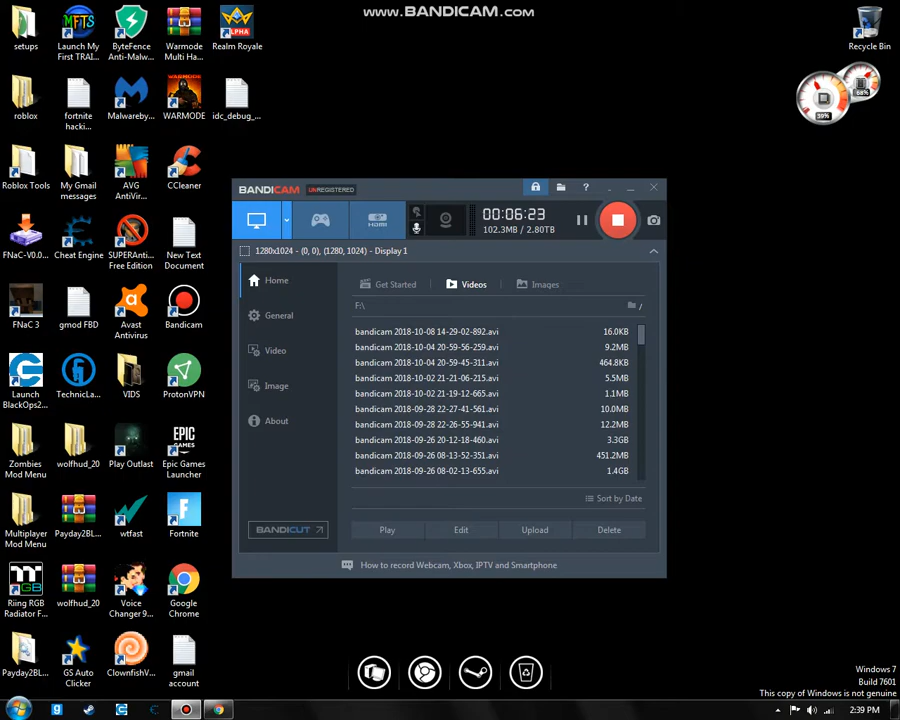 www.BANDICAM.com
setups
Launch My First TRAI...
ByteFence Anti-Malw...
Warmode Multi Ha...
Realm Royale
ALPHA
MFTS
Recycle Bin
39%
68%
roblox
fortnite hacki...
Malwareby...
WARMODE
idc_debug_...
Roblox Tools
My Gmail messages
AVG AntiVir...
CCleaner
FNaC-V0.0...
Cheat Engine
SUPERAnti... Free Edition
New Text Document
FNaC 3
gmod FBD
Avast Antivirus
Bandicam
Launch BlackOps2...
TechnicLa...
VIDS
ProtonVPN
Zombies Mod Menu
wolfhud_20
Play Outlast
Epic Games Launcher
EPIC GAMES
Multiplayer Mod Menu
Payday2BL...
wtfast
Fortnite
Riing RGB Radiator F...
wolfhud_20
Voice Changer 9...
Google Chrome
Payday2BL...
GS Auto Clicker
ClownfishV...
gmail account
BANDICAM UNREGISTERED
HDMI
00:06:23
102.3MB / 2.80TB
1280x1024 - (0, 0), (1280, 1024) - Display 1
Home
General
Video
Image
About
BANDICUT
Get Started
Videos
Images
F:\
bandicam 2018-10-08 14-29-02-892.avi 16.0KB
bandicam 2018-10-04 20-59-56-259.avi 9.2MB
bandicam 2018-10-04 20-59-45-311.avi 464.8KB
bandicam 2018-10-02 21-21-06-215.avi 5.5MB
bandicam 2018-10-02 21-19-12-665.avi 1.1MB
bandicam 2018-09-28 22-27-41-561.avi 10.0MB
bandicam 2018-09-28 22-26-55-941.avi 12.2MB
bandicam 2018-09-26 20-12-18-460.avi 3.3GB
bandicam 2018-09-26 08-13-52-351.avi 451.2MB
bandicam 2018-09-26 08-02-13-655.avi 1.4GB
Sort by Date
Play
Edit
Upload
Delete
How to record Webcam, Xbox, IPTV and Smartphone
Windows 7
Build 7601
This copy of Windows is not genuine
2:39 PM